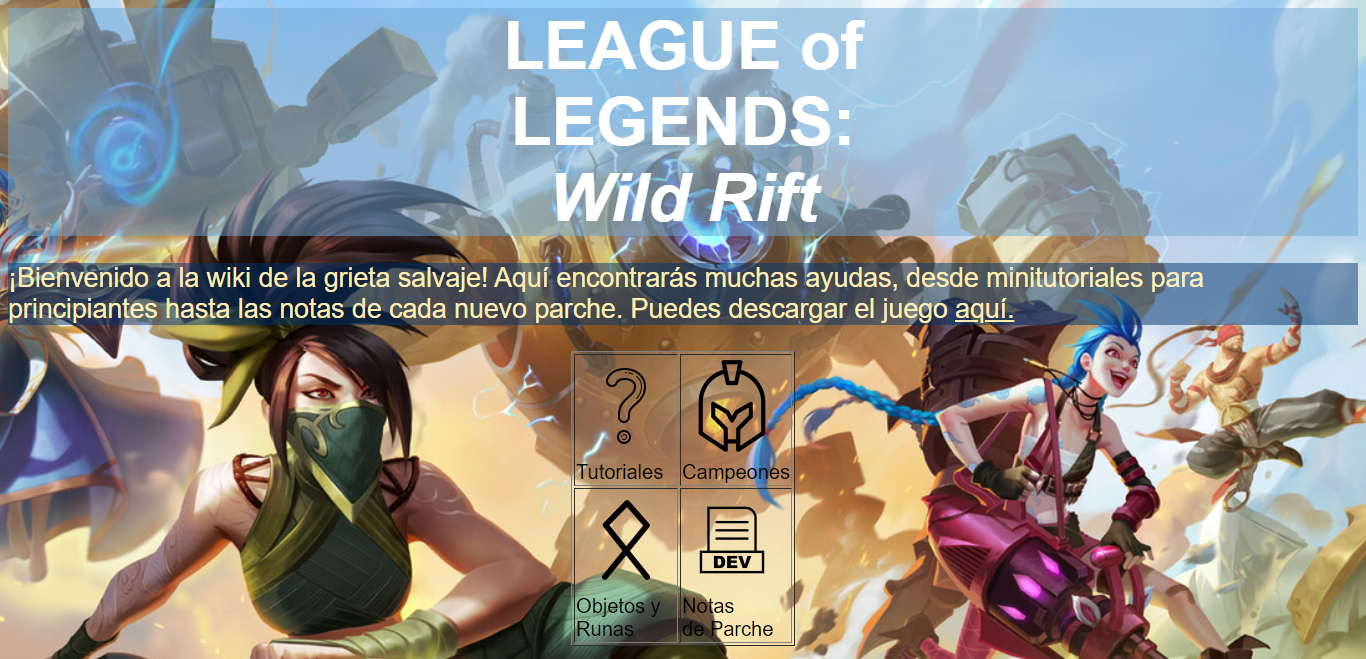 LEAGUE of
LEGENDS:
Wild Rift
¡Bienvenido a la wiki de la grieta salvaje! Aquí encontrarás muchas ayudas, desde minitutoriales para
principiantes hasta las notas de cada nuevo parche. Puedes descargar el juego aquí.
Tutoriales
Campeones
DEV
Objetos y
Runas
Notas
de Parche